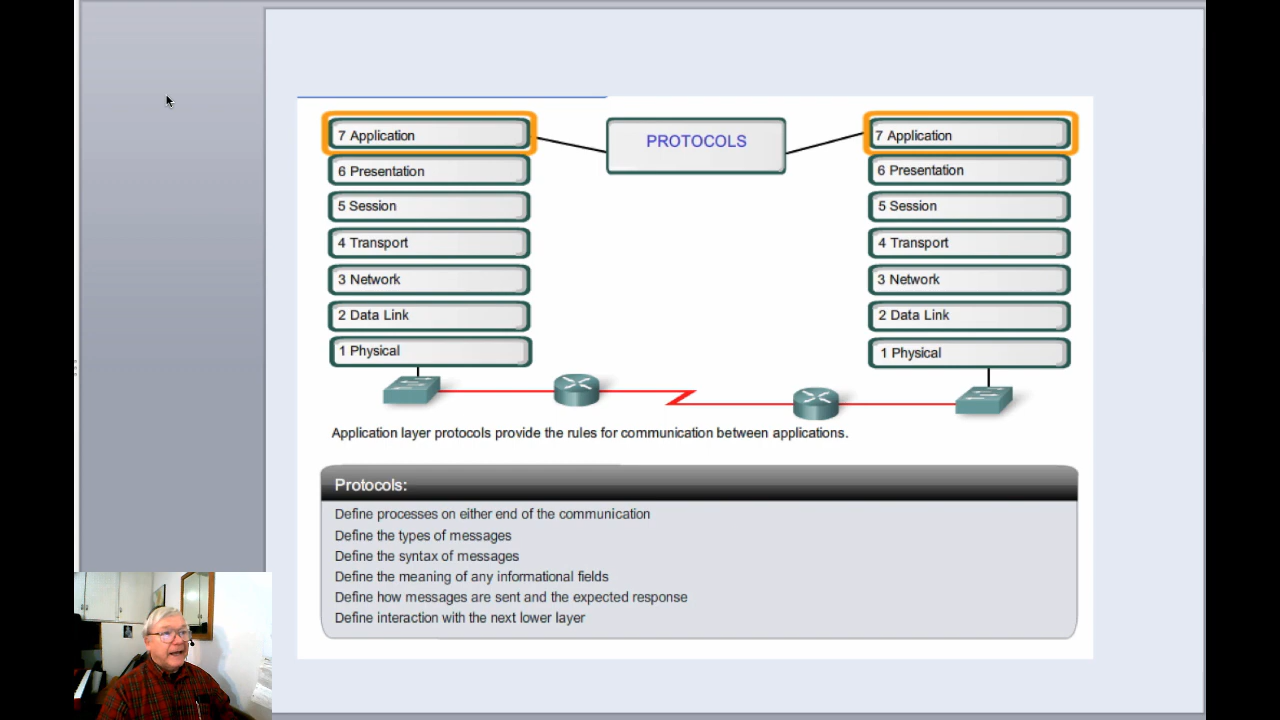 7 Application
PROTOCOLS
7 Application
6 Presentation
6 Presentation
5 Session
5 Session
4 Transport
4 Transport
3 Network
3 Network
2 Data Link
2 Data Link
1 Physical
1 Physical
Application layer protocols provide the rules for communication between applications.
Protocols:
Define processes on either end of the communication
Define the types of messages
Define the syntax of messages
Define the meaning of any informational fields
Define how messages are sent and the expected response
Define interaction with the next lower layer